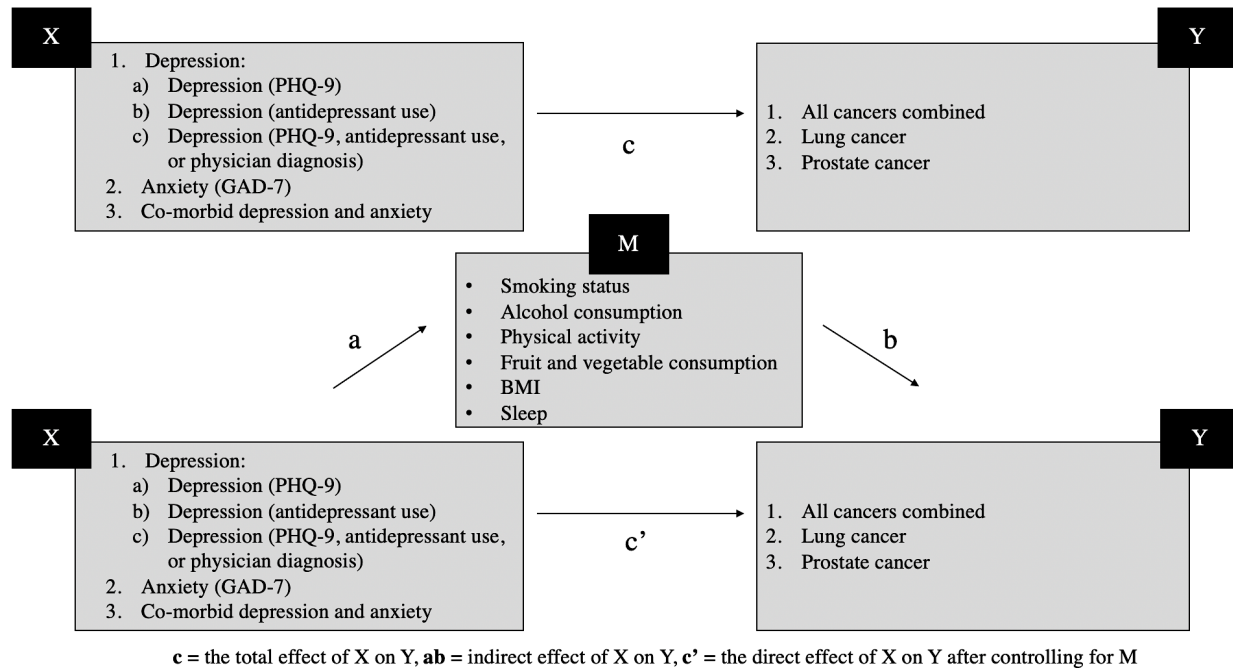 X
1. Depression:
a) Depression (PHQ-9)
b) Depression (antidepressant use)
c) Depression (PHQ-9, antidepressant use,
or physician diagnosis)
2. Anxiety (GAD-7)
3. Co-morbid depression and anxiety
c
Y
1. All cancers combined
2. Lung cancer
3. Prostate cancer
M
• Smoking status
• Alcohol consumption
• Physical activity
• Fruit and vegetable consumption
• BMI
• Sleep
a
b
X
1. Depression:
a) Depression (PHQ-9)
b) Depression (antidepressant use)
c) Depression (PHQ-9, antidepressant use,
or physician diagnosis)
2. Anxiety (GAD-7)
3. Co-morbid depression and anxiety
c’
Y
1. All cancers combined
2. Lung cancer
3. Prostate cancer
c = the total effect of X on Y, ab = indirect effect of X on Y, c’ = the direct effect of X on Y after controlling for M